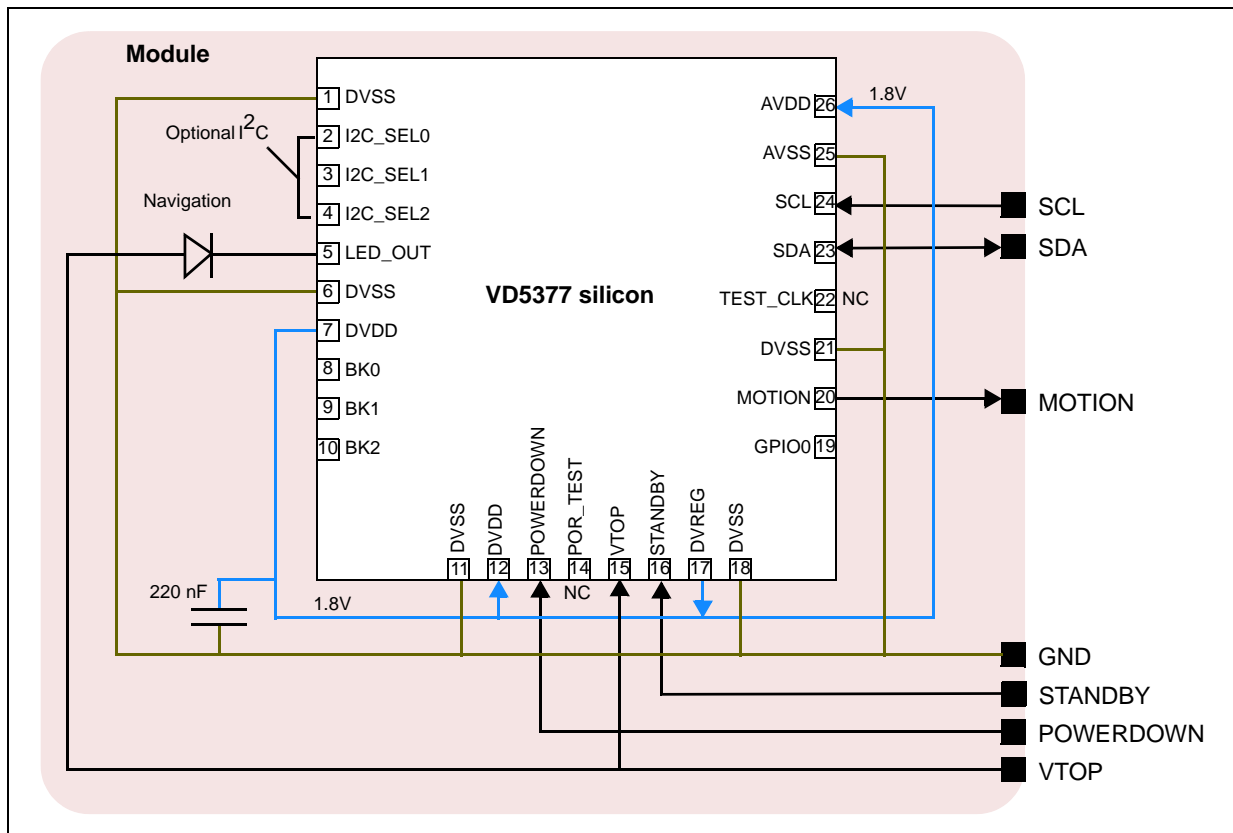 Module
1 DVSS
Optional I2C
2 I2C_SEL0
3 I2C_SEL1
4 I2C_SEL2
Navigation
5 LED_OUT
6 DVSS
7 DVDD
8 BK0
9 BK1
10 BK2
VD5377 silicon
AVDD 26
1.8V
AVSS 25
SCL 24
SDA 23
TEST_CLK 22 NC
DVSS 21
MOTION 20
GPIO0 19
DVSS
11
DVDD
12
POWERDOWN
13
POR_TEST
14
NC
VTOP
15
STANDBY
16
DVREG
17
DVSS
18
220 nF
1.8V
SCL
SDA
MOTION
GND
STANDBY
POWERDOWN
VTOP